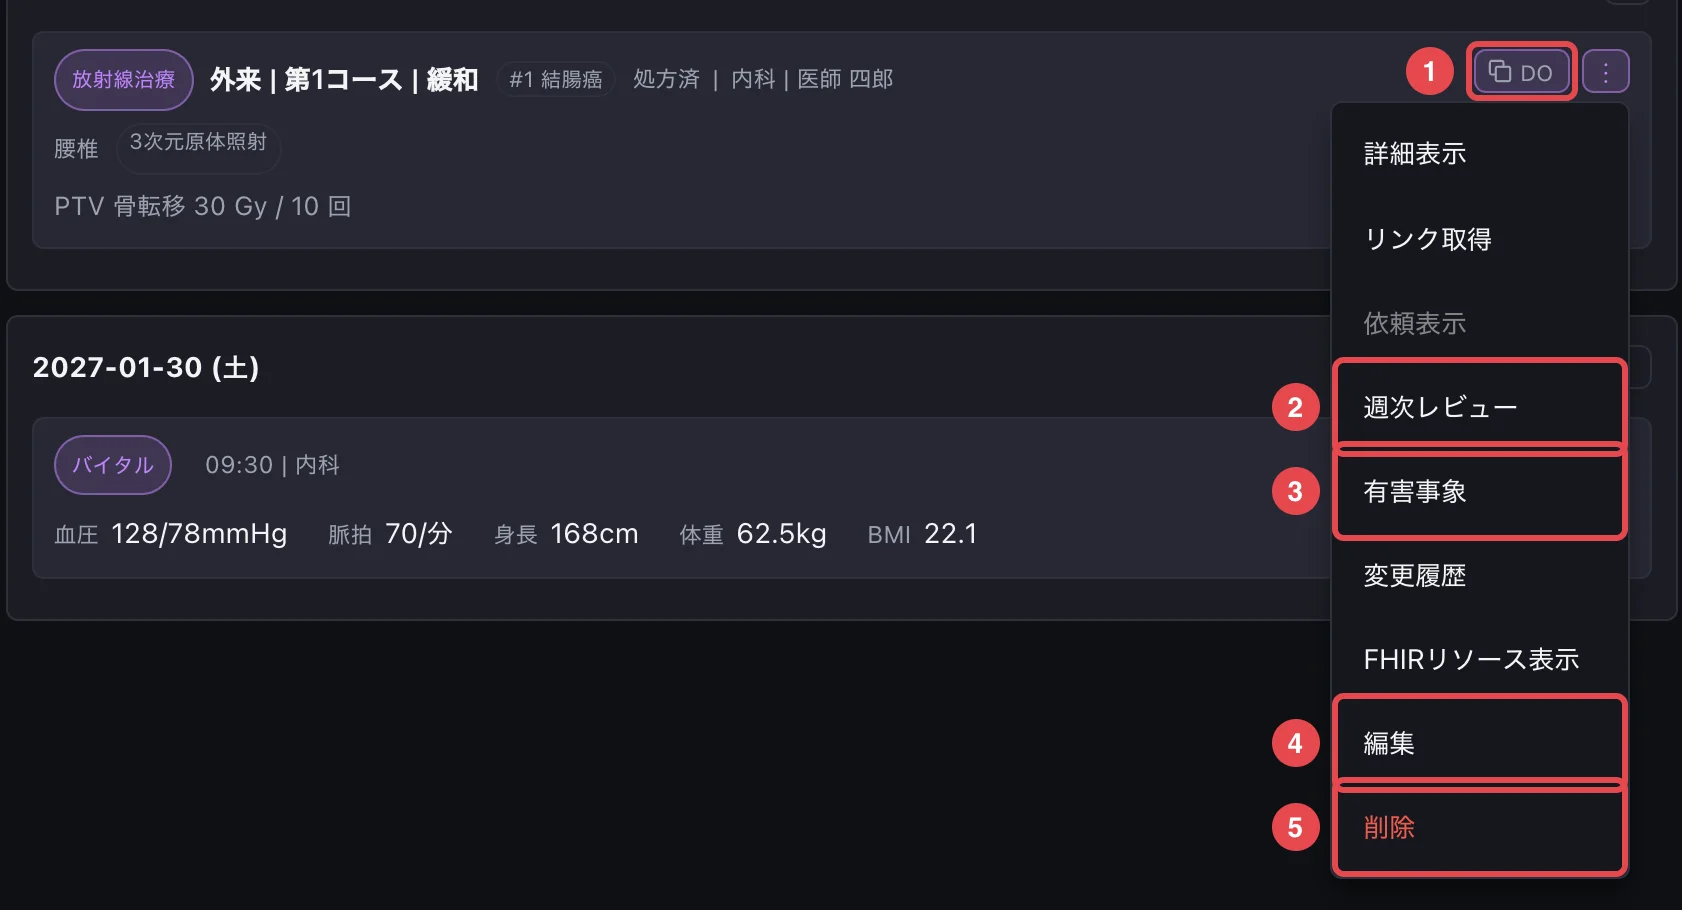 放射線治療 外来 | 第1コース | 緩和 #1 結腸癌 処方済 | 内科 | 医師 四郎 1 DO
腰椎 3次元原体照射
PTV 骨転移 30 Gy / 10 回
詳細表示
リンク取得
依頼表示
2 週次レビュー
3 有害事象
変更履歴
FHIRリソース表示
4 編集
5 削除
2027-01-30 (土)
バイタル 09:30 | 内科
血圧 128/78mmHg 脈拍 70/分 身長 168cm 体重 62.5kg BMI 22.1